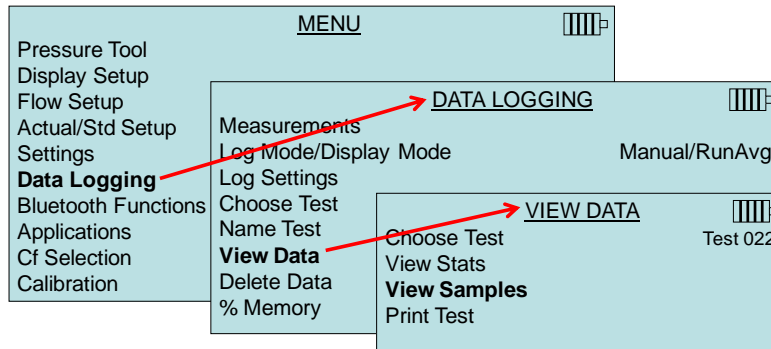 MENU
Pressure Tool
Display Setup
Flow Setup
Actual/Std Setup
Settings
Data Logging
Bluetooth Functions
Applications
Cf Selection
Calibration
DATA LOGGING
Measurements
Log Mode/Display Mode Manual/RunAvg
Log Settings
Choose Test
Name Test
View Data
Delete Data
% Memory
VIEW DATA
Choose Test Test 022
View Stats
View Samples
Print Test